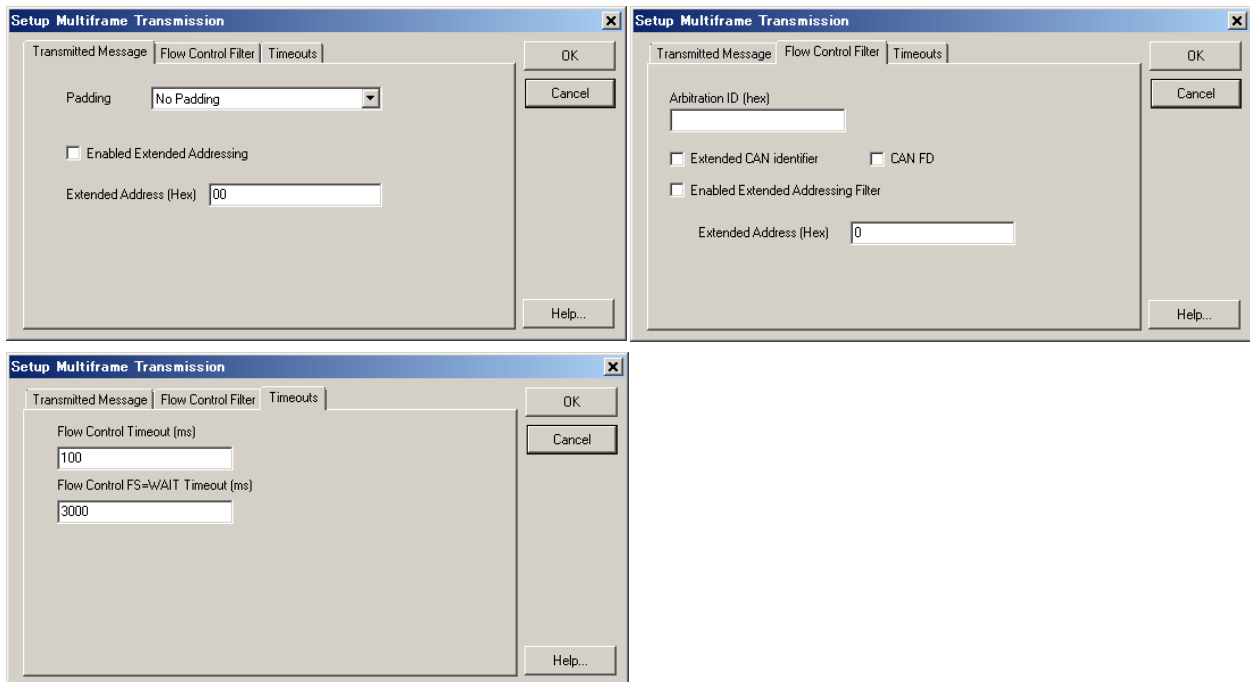 Setup Multiframe Transmission
Transmitted Message Flow Control Filter Timeouts
OK
Cancel
Padding No Padding
Enabled Extended Addressing
Extended Address (Hex) 00
Help...
Setup Multiframe Transmission
Transmitted Message Flow Control Filter Timeouts
OK
Cancel
Arbitration ID (hex)
Extended CAN identifier CAN FD
Enabled Extended Addressing Filter
Extended Address (Hex) 0
Help...
Setup Multiframe Transmission
Transmitted Message Flow Control Filter Timeouts
OK
Cancel
Flow Control Timeout (ms)
100
Flow Control FS=WAIT Timeout (ms)
3000
Help...